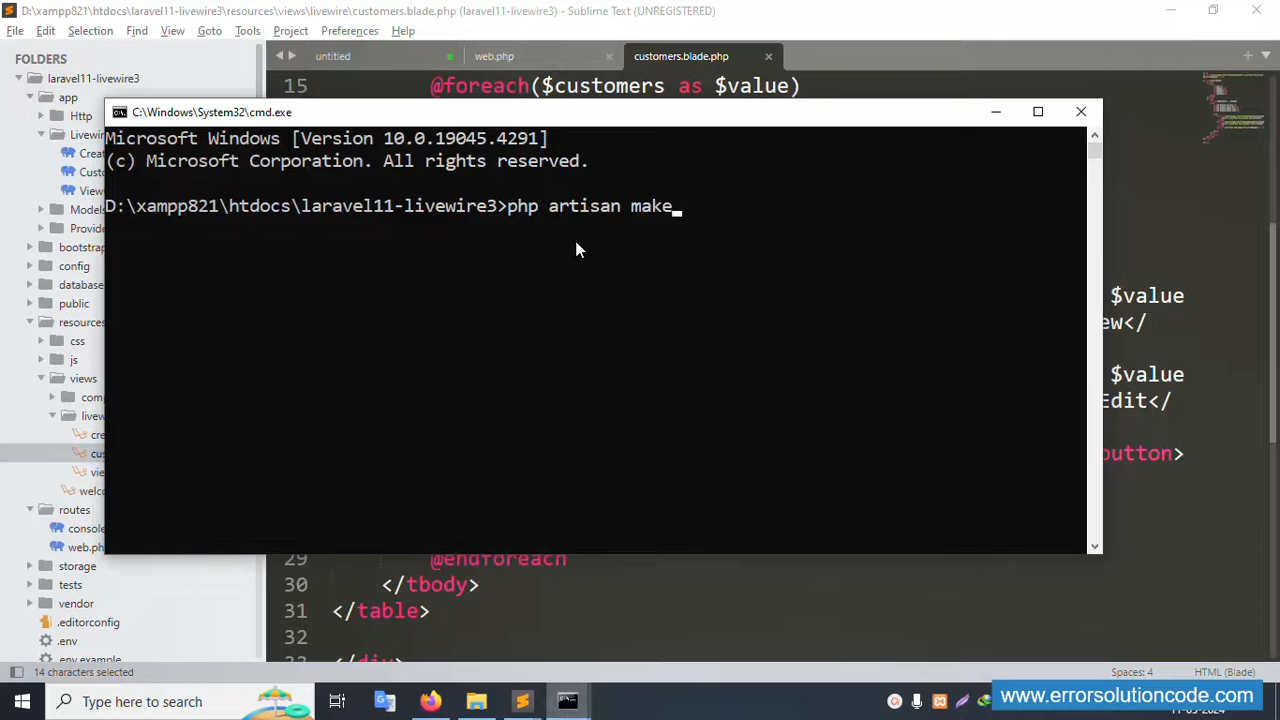 D:\xampp821\htdocs\laravel11-livewire3\resources\views\livewire\customers.blade.php (laravel11-livewire3) - Sublime Text (UNREGISTERED)
File Edit Selection Find View Goto Tools Project Preferences Help
FOLDERS
laravel11-livewire3
app
Http
Livewir
Crea
Custo
View
Models
Provide
bootstrap
config
database
public
resources
css
js
views
com
livew
cre
cus
vie
welco
routes
console
web.ph
storage
tests
vendor
.editorconfig
.env
.env.example
untitled
web.php
customers.blade.php
15 @foreach($customers as $value)
C:\Windows\System32\cmd.exe
Microsoft Windows [Version 10.0.19045.4291]
(c) Microsoft Corporation. All rights reserved.
D:\xampp821\htdocs\laravel11-livewire3>php artisan make_
$value
ew</
$value
Edit</
button>
29 @endforeach
30 </tbody>
31 </table>
32
33 </div>
14 characters selected
Spaces: 4
HTML (Blade)
Type here to search
www.errorsolutioncode.com